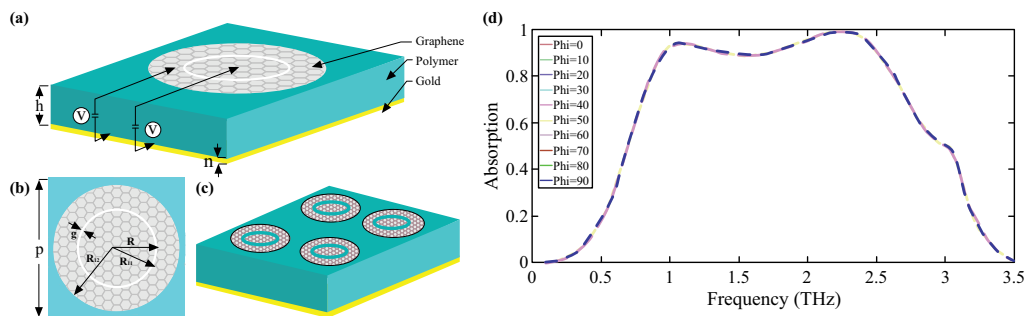 (a)
Graphene
Polymer
Gold
h
V
V
n
(b)
p
g
R
Ri1
Ri2
(c)
(d)
Absorption
1
0.8
0.6
0.4
0.2
0
Phi=0
Phi=10
Phi=20
Phi=30
Phi=40
Phi=50
Phi=60
Phi=70
Phi=80
Phi=90
0.5 1 1.5 2 2.5 3 3.5
Frequency (THz)